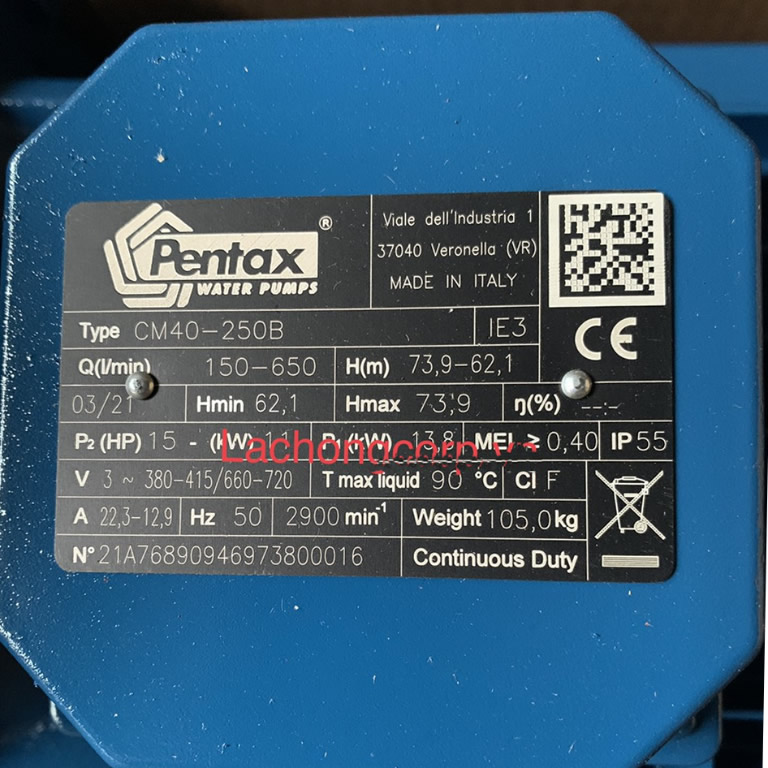 Pentax ®
WATER PUMPS
Viale dell'Industria 1
37040 Veronella (VR)
MADE IN ITALY
Type CM40-250B IE3
CE
Q(l/min) 150-650 H(m) 73,9-62,1
03/21 Hmin 62,1 Hmax 73,9 η(%) --.-
P₂ (HP) 15 - (kW) 11 P₁ (kW) 13,8 MEI ≥ 0,40 IP 55
Lachongcorp.vn
V 3 ~ 380-415/660-720 T max liquid 90 °C Cl F
A 22,3-12,9 Hz 50 2900 min⁻¹ Weight 105,0 kg
N° 21A76890946973800016 Continuous Duty